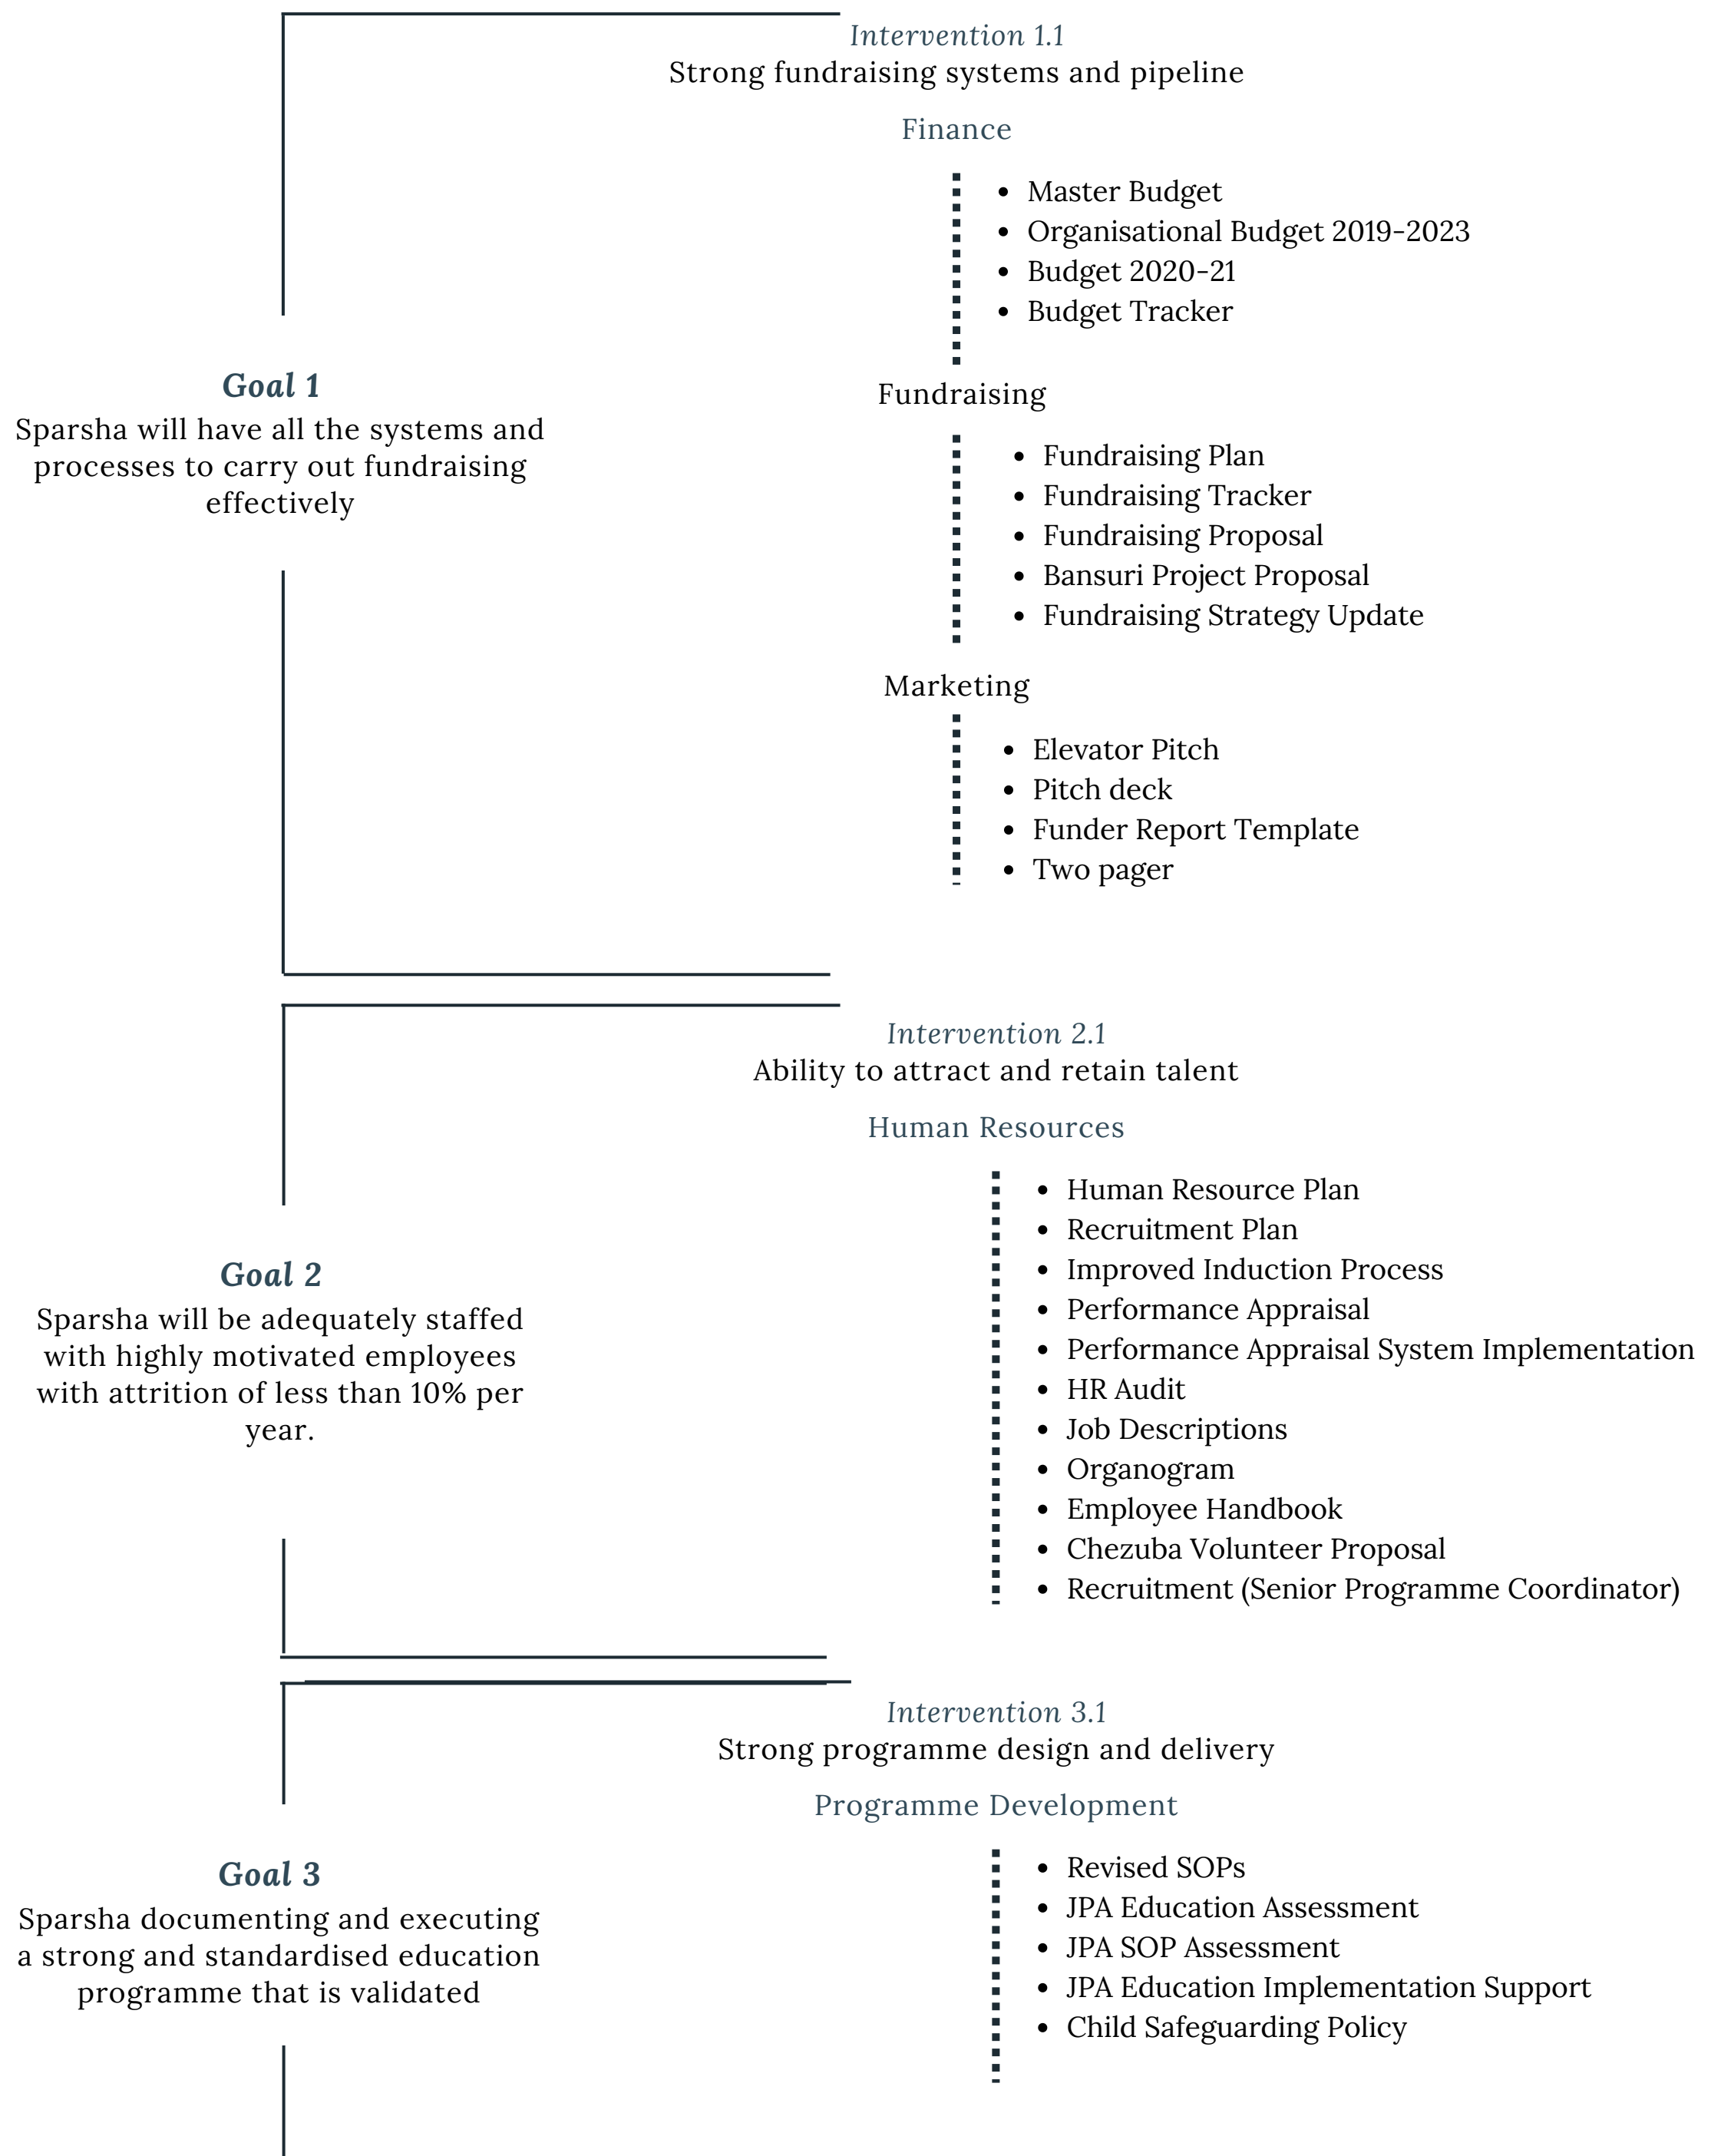 Intervention 1.1
Strong fundraising systems and pipeline
Finance
Master Budget
Organisational Budget 2019-2023
Budget 2020-21
Budget Tracker
Goal 1
Sparsha will have all the systems and
processes to carry out fundraising
effectively
Fundraising
Fundraising Plan
Fundraising Tracker
Fundraising Proposal
Bansuri Project Proposal
Fundraising Strategy Update
Marketing
Elevator Pitch
Pitch deck
Funder Report Template
Two pager
Intervention 2.1
Ability to attract and retain talent
Human Resources
Human Resource Plan
Recruitment Plan
Improved Induction Process
Performance Appraisal
Performance Appraisal System Implementation
HR Audit
Job Descriptions
Organogram
Employee Handbook
Chezuba Volunteer Proposal
Recruitment (Senior Programme Coordinator)
Goal 2
Sparsha will be adequately staffed
with highly motivated employees
with attrition of less than 10% per
year.
Intervention 3.1
Strong programme design and delivery
Programme Development
Revised SOPs
JPA Education Assessment
JPA SOP Assessment
JPA Education Implementation Support
Child Safeguarding Policy
Goal 3
Sparsha documenting and executing
a strong and standardised education
programme that is validated